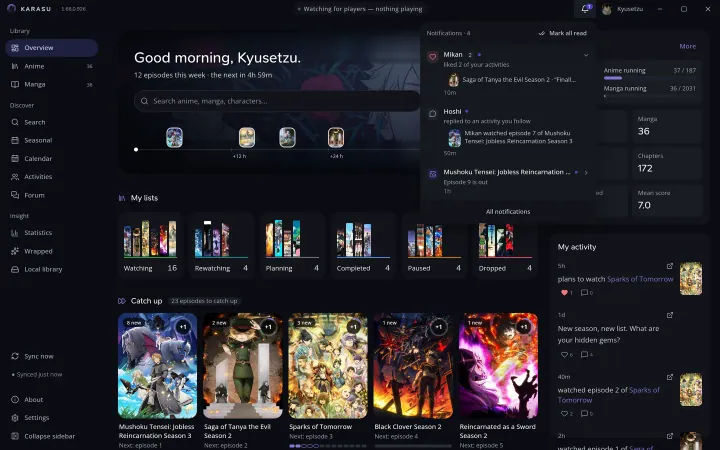 KARASU
1.69.0.926
Watching for players — nothing playing
Kyusetzu
Library
Overview
Anime 36
Manga 36
Discover
Search
Seasonal
Calendar
Activities
Forum
Insight
Statistics
Wrapped
Local library
Sync now
Synced just now
About
Settings
Collapse sidebar
Good morning, Kyusetzu.
12 episodes this week · the next in 4h 59m
Search anime, manga, characters...
+12 h
+24 h
My lists
Watching 16
Rewatching 4
Planning 4
Completed 4
Paused 4
Dropped 4
Catch up 23 episodes to catch up
8 new +1
Mushoku Tensei: Jobless Reincarnation Season 3
Next: episode 1
2 new +1
Saga of Tanya the Evil Season 2
Next: episode 2
3 new +1
Sparks of Tomorrow
Next: episode 3
1 new +1
Black Clover Season 2
Next: episode 4
1 new +1
Reincarnated as a Sword Season 2
Next: episode 5
Notifications · 4
Mark all read
Mikan 2
liked 2 of your activities
Saga of Tanya the Evil Season 2 · “Finall...
10m
Hoshi
replied to an activity you follow
Mikan watched episode 7 of Mushoku
Tensei: Jobless Reincarnation Season 3
50m
Mushoku Tensei: Jobless Reincarnation ...
Episode 9 is out
1h
All notifications
More
Anime running 37 / 187
Manga running 36 / 2031
Manga
36
Chapters
172
Mean score
7.0
My activity
5h
plans to watch Sparks of Tomorrow
1 0
1d
New season, new list. What are
your hidden gems?
6 4
40m
watched episode 2 of Sparks of
Tomorrow
2 0
2h
watched episode 1 of Saga of